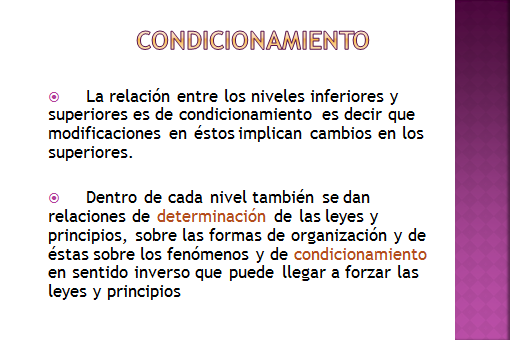 CONDICIONAMIENTO
La relación entre los niveles inferiores y
superiores es de condicionamiento es decir que
modificaciones en éstos implican cambios en los
superiores.
Dentro de cada nivel también se dan
relaciones de determinación de las leyes y
principios, sobre las formas de organización y de
éstas sobre los fenómenos y de condicionamiento
en sentido inverso que puede llegar a forzar las
leyes y principios